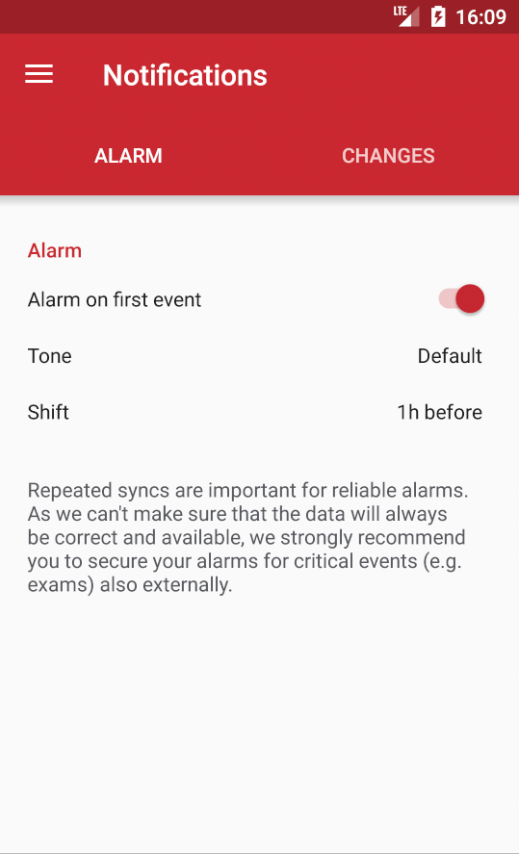 LTE 16:09
Notifications
ALARM CHANGES
Alarm
Alarm on first event
Tone Default
Shift 1h before
Repeated syncs are important for reliable alarms.
As we can't make sure that the data will always
be correct and available, we strongly recommend
you to secure your alarms for critical events (e.g.
exams) also externally.